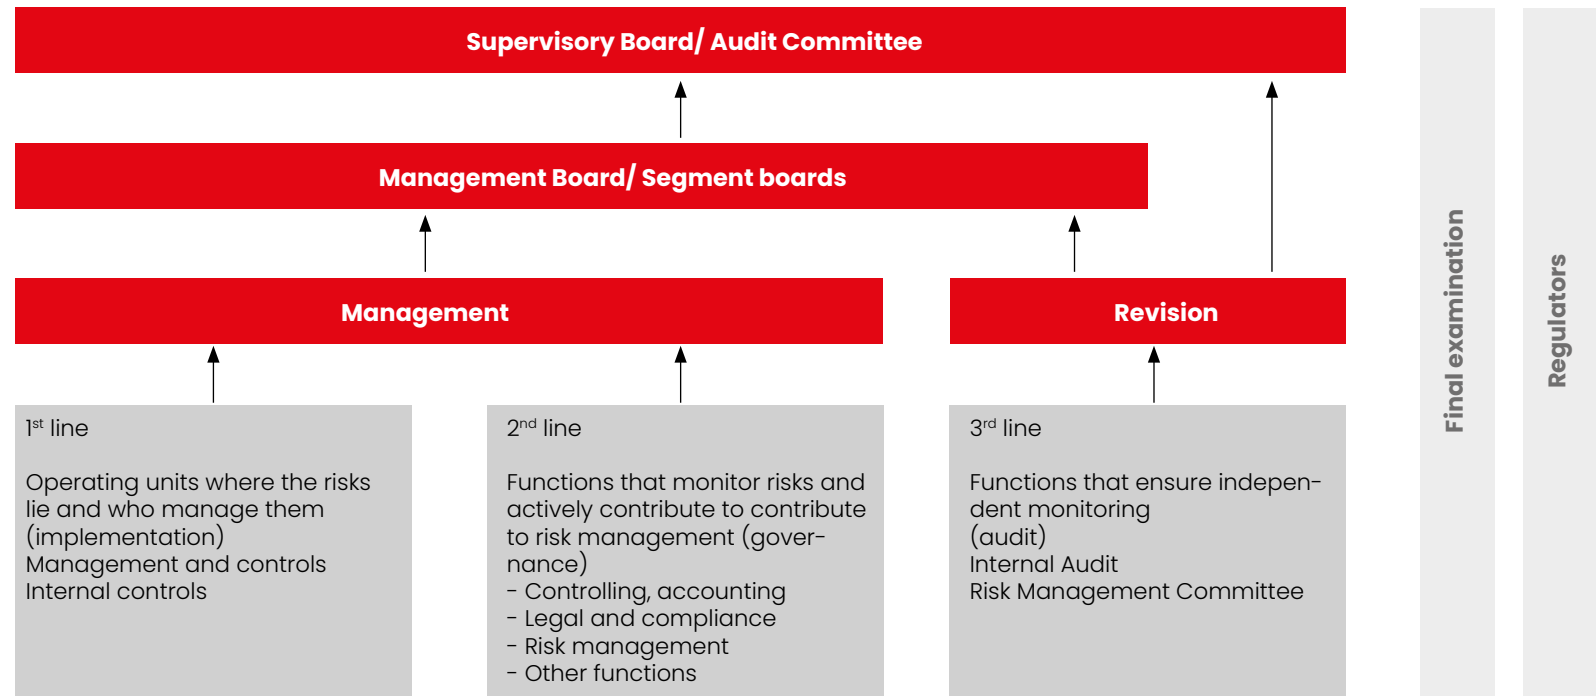 Supervisory Board/ Audit Committee
Management Board/ Segment boards
Management
Revision
1st line
Operating units where the risks
lie and who manage them
(implementation)
Management and controls
Internal controls
2nd line
Functions that monitor risks and
actively contribute to contribute
to risk management (gover-
nance)
- Controlling, accounting
- Legal and compliance
- Risk management
- Other functions
3rd line
Functions that ensure indepen-
dent monitoring
(audit)
Internal Audit
Risk Management Committee
Final examination
Regulators